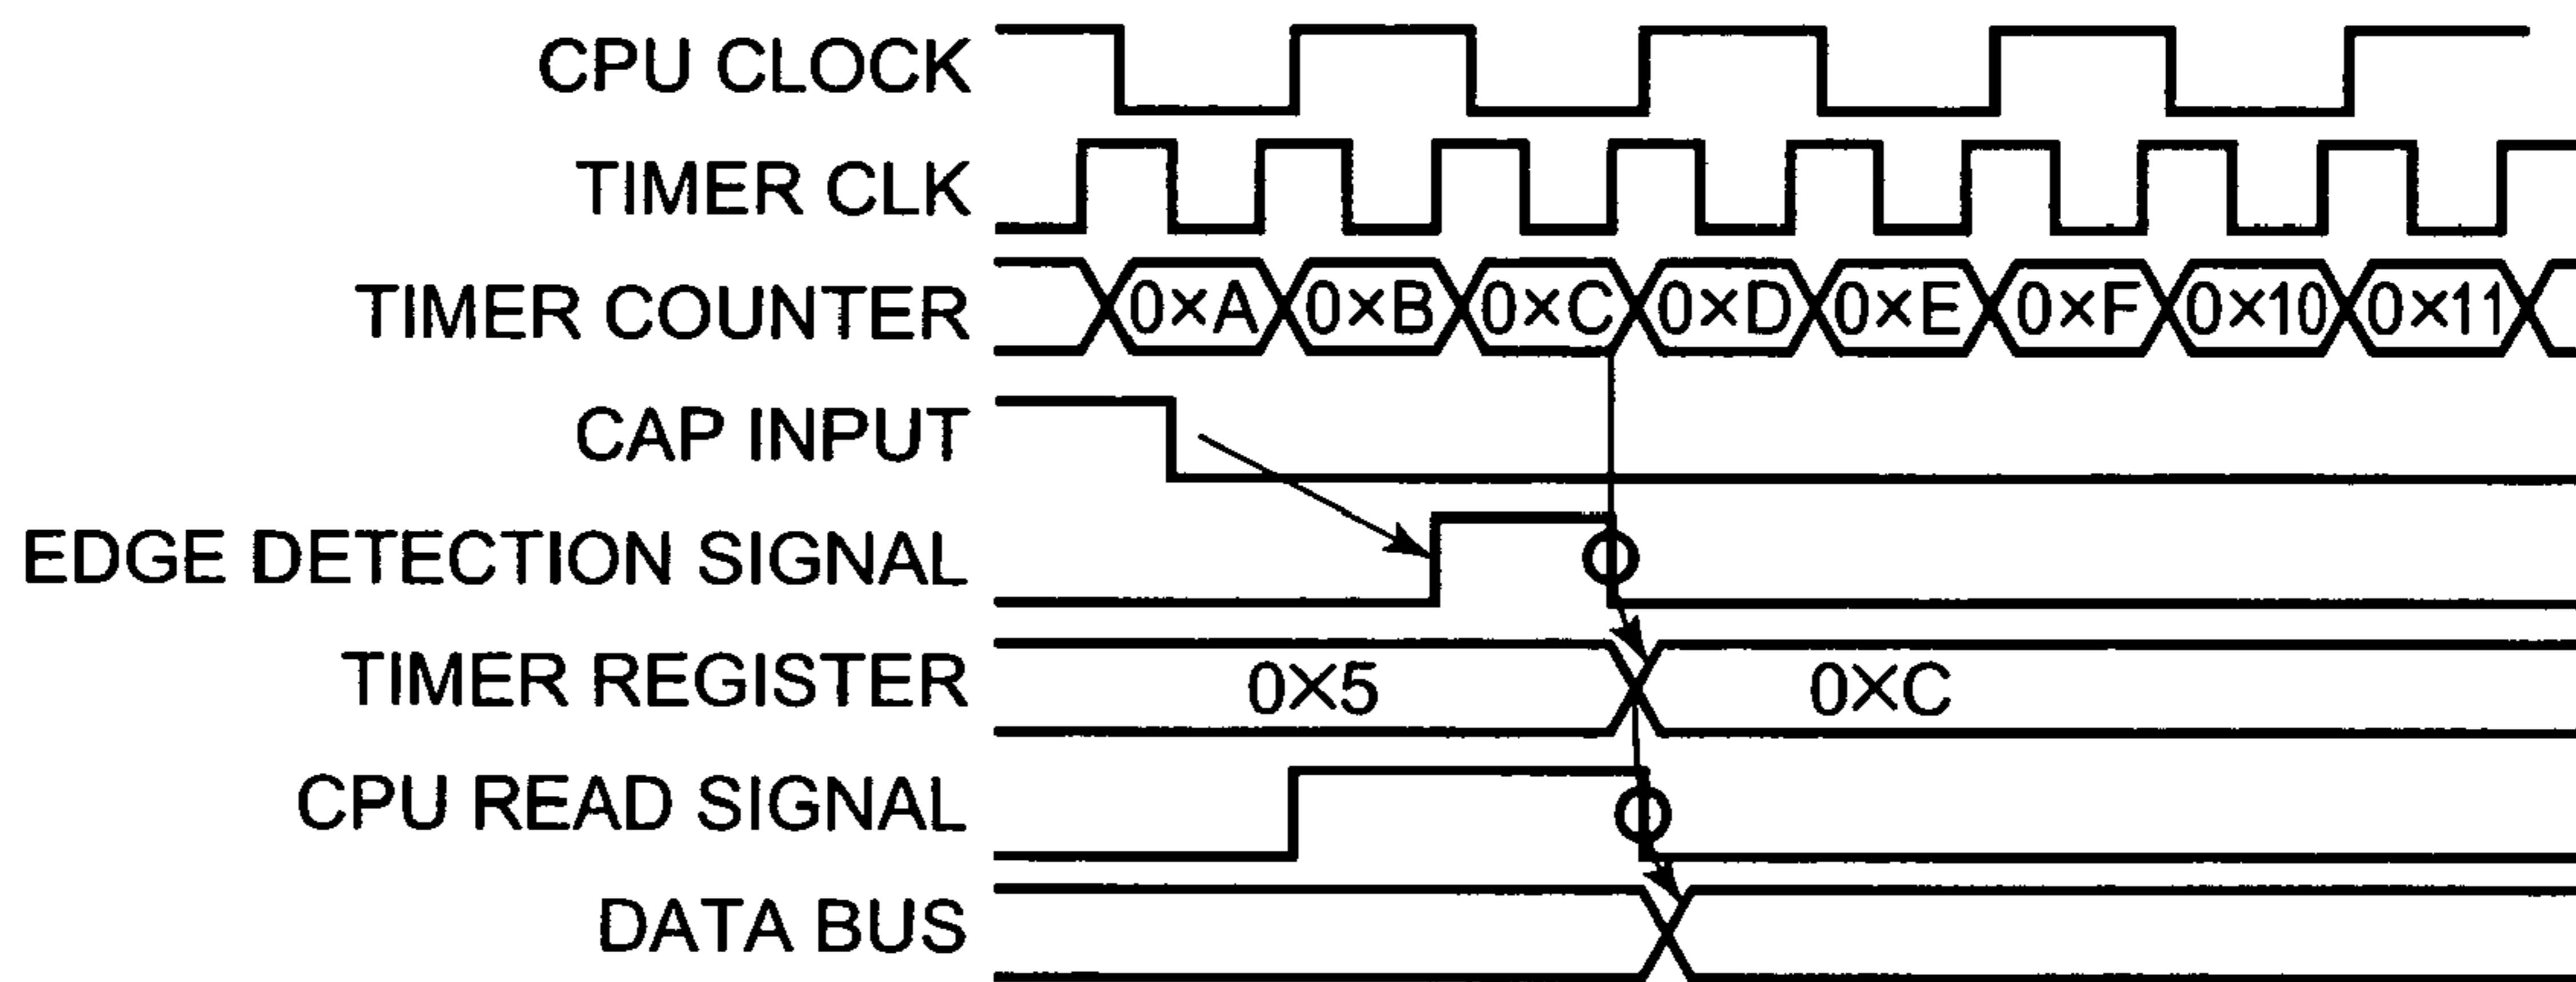 CPU CLOCK
TIMER CLK
TIMER COUNTER 0×A 0×B 0×C 0×D 0×E 0×F 0×10 0×11
CAP INPUT
EDGE DETECTION SIGNAL
TIMER REGISTER 0×5 0×C
CPU READ SIGNAL
DATA BUS